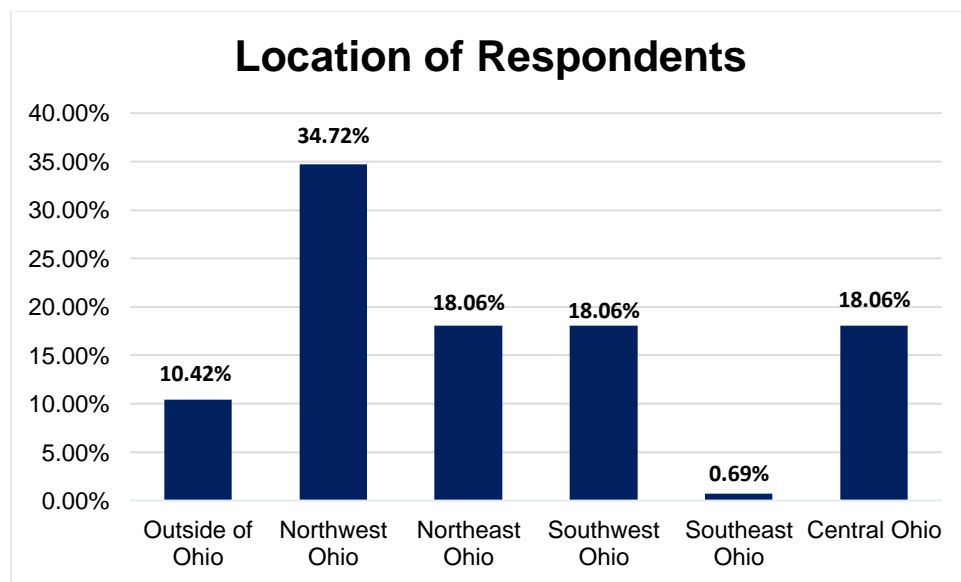 Location of Respondents
40.00%
35.00%
30.00%
25.00%
20.00%
15.00%
10.00%
5.00%
0.00%
10.42%
34.72%
18.06%
18.06%
0.69%
18.06%
Outside of
Ohio
Northwest
Ohio
Northeast
Ohio
Southwest
Ohio
Southeast
Ohio
Central Ohio